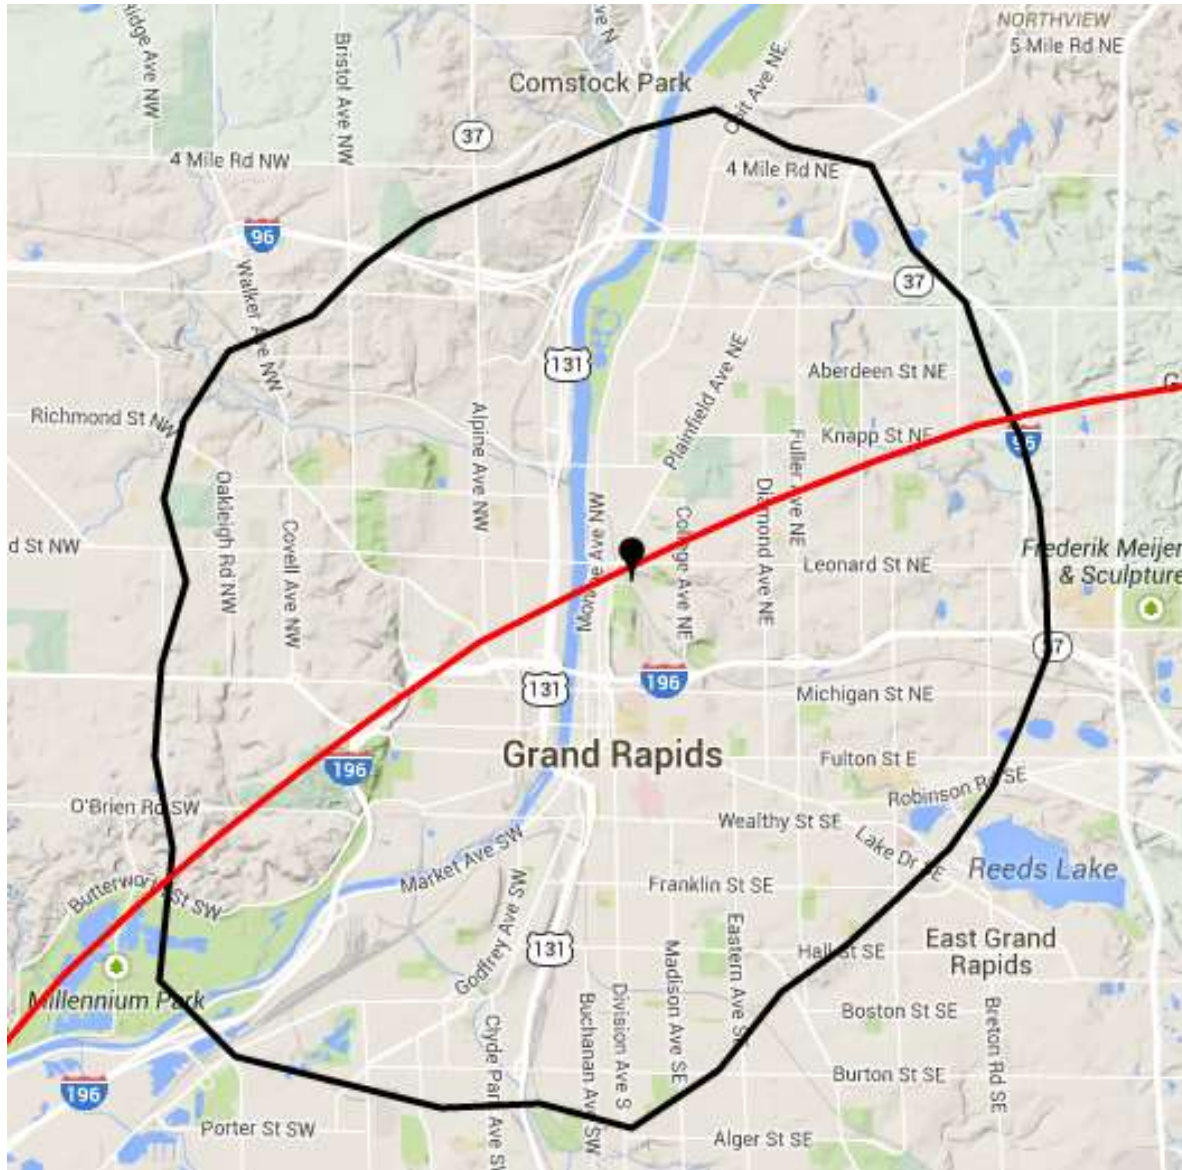 NORTHVIEW
5 Mile Rd NE
Bristol Ave NW
Comstock Park
Coit Ave NE
37
4 Mile Rd NW
4 Mile Rd NE
96
37
Walker Ave NW
131
Plainfield Ave NE
Aberdeen St NE
G
Richmond St NW
Alpine Ave NW
Knapp St NE
96
Fuller Ave NE
Oakleigh Rd NW
Covell Ave NW
Monroe Ave NW
College Ave NE
Diamond Ave NE
d St NW
Leonard St NE
Frederik Meijer
& Sculpture
37
131
196
Michigan St NE
Grand Rapids
196
Fulton St E
Robinson Rd SE
O'Brien Rd SW
Wealthy St SE
Market Ave SW
Lake Dr SE
Reeds Lake
Butterworth St SW
Franklin St SE
Godfrey Ave SW
131
Eastern Ave S
Hall St SE
East Grand
Rapids
Madison Ave SE
Millennium Park
Division Ave S
Buchanan Ave SW
Boston St SE
Breton Rd SE
Clyde Park Ave SW
196
Burton St SE
Porter St SW
Alger St SE